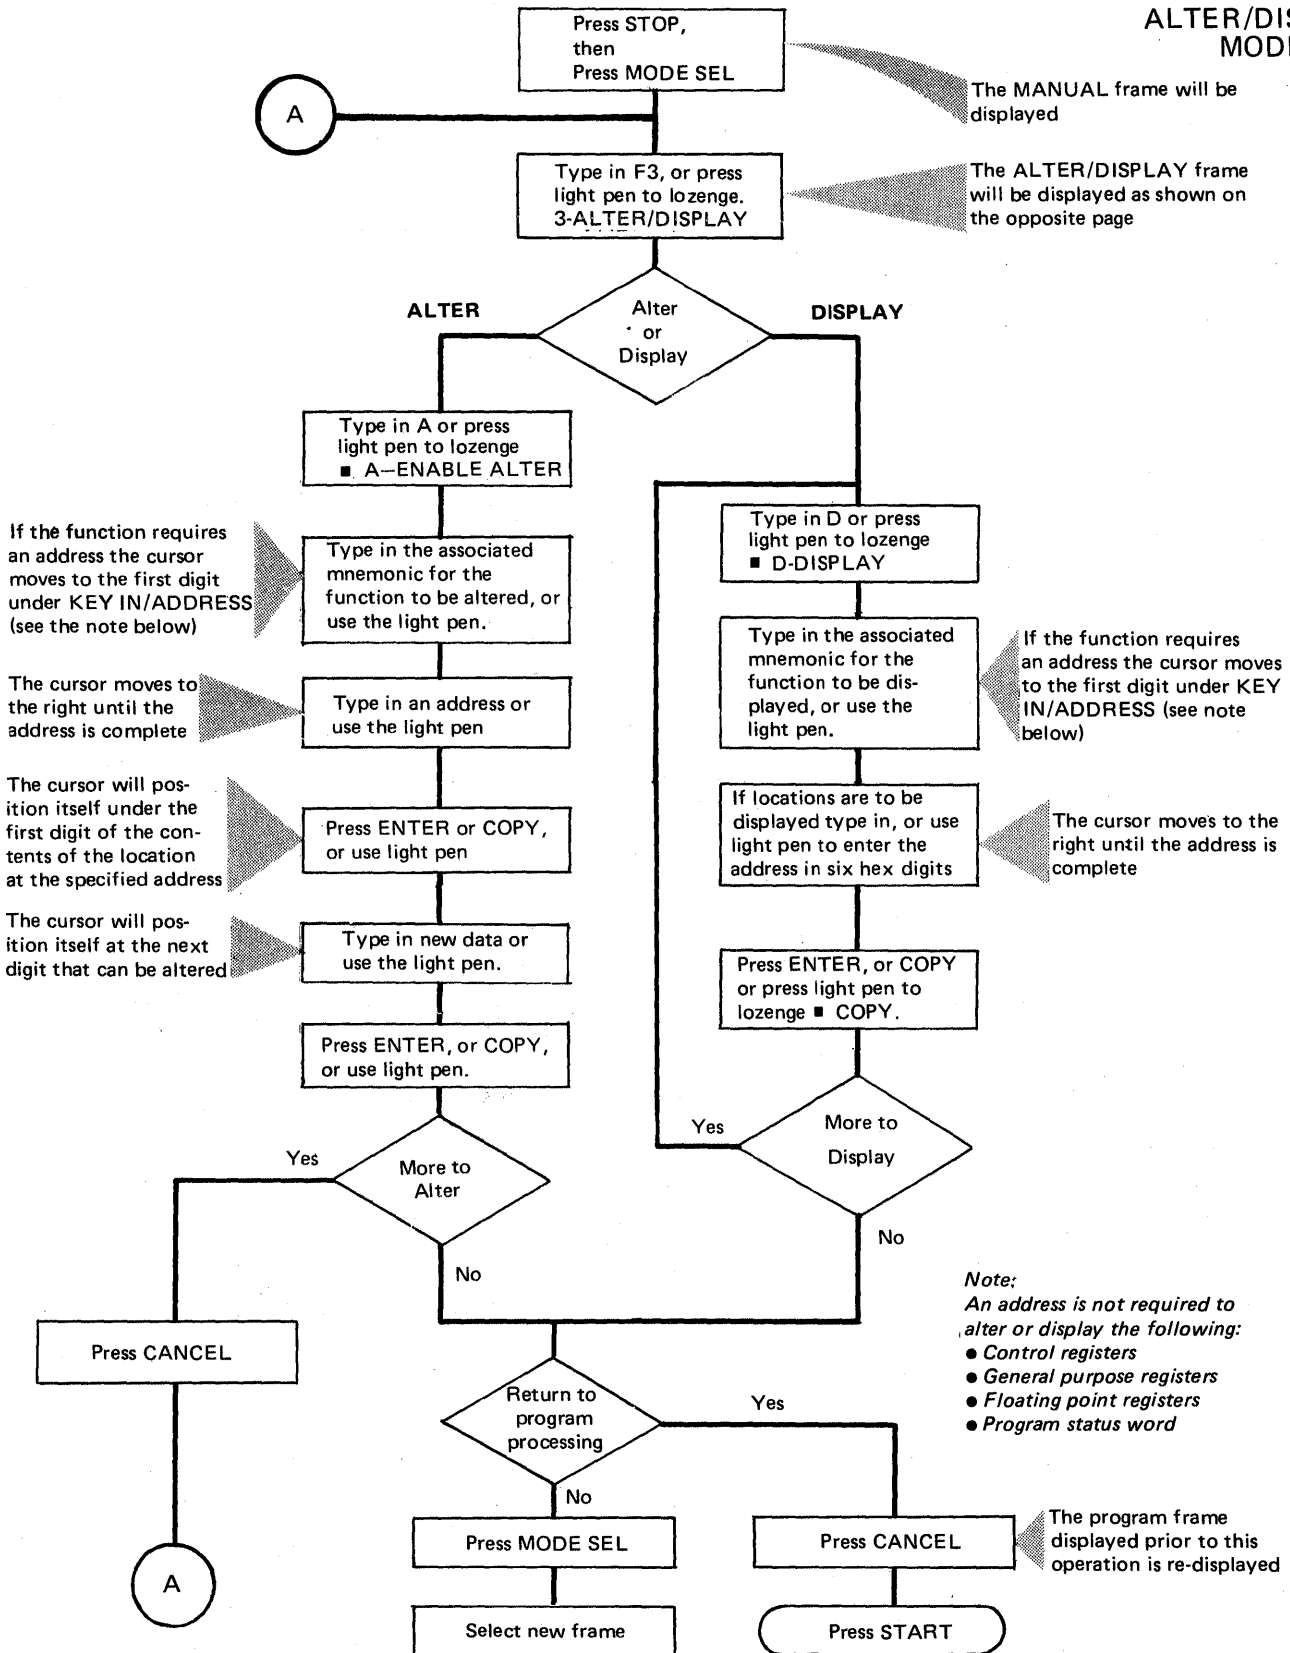 ALTER/DIS
MOD
Press STOP,
then
Press MODE SEL
The MANUAL frame will be
displayed
A
Type in F3, or press
light pen to lozenge.
3-ALTER/DISPLAY
The ALTER/DISPLAY frame
will be displayed as shown on
the opposite page
ALTER
Alter
or
Display
DISPLAY
Type in A or press
light pen to lozenge
■ A—ENABLE ALTER
If the function requires
an address the cursor
moves to the first digit
under KEY IN/ADDRESS
(see the note below)
Type in the associated
mnemonic for the
function to be altered, or
use the light pen.
The cursor moves to
the right until the
address is complete
Type in an address or
use the light pen
The cursor will pos-
ition itself under the
first digit of the con-
tents of the location
at the specified address
Press ENTER or COPY,
or use light pen
The cursor will pos-
ition itself at the next
digit that can be altered
Type in new data or
use the light pen.
Press ENTER, or COPY,
or use light pen.
Yes
More to
Alter
No
Press CANCEL
A
Type in D or press
light pen to lozenge
■ D-DISPLAY
Type in the associated
mnemonic for the
function to be dis-
played, or use the
light pen.
If the function requires
an address the cursor moves
to the first digit under KEY
IN/ADDRESS (see note
below)
If locations are to be
displayed type in, or use
light pen to enter the
address in six hex digits
The cursor moves to the
right until the address is
complete
Press ENTER, or COPY
or press light pen to
lozenge ■ COPY.
Yes
More to
Display
No
Note:
An address is not required to
alter or display the following:
● Control registers
● General purpose registers
● Floating point registers
● Program status word
Return to
program
processing
Yes
No
Press MODE SEL
Select new frame
Press CANCEL
The program frame
displayed prior to this
operation is re-displayed
Press START